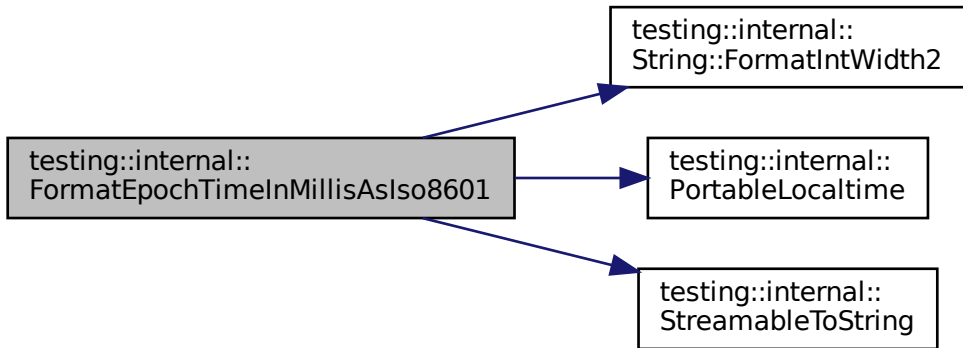 testing::internal::
String::FormatIntWidth2
testing::internal::
FormatEpochTimeInMillisAsIso8601
testing::internal::
PortableLocaltime
testing::internal::
StreamableToString